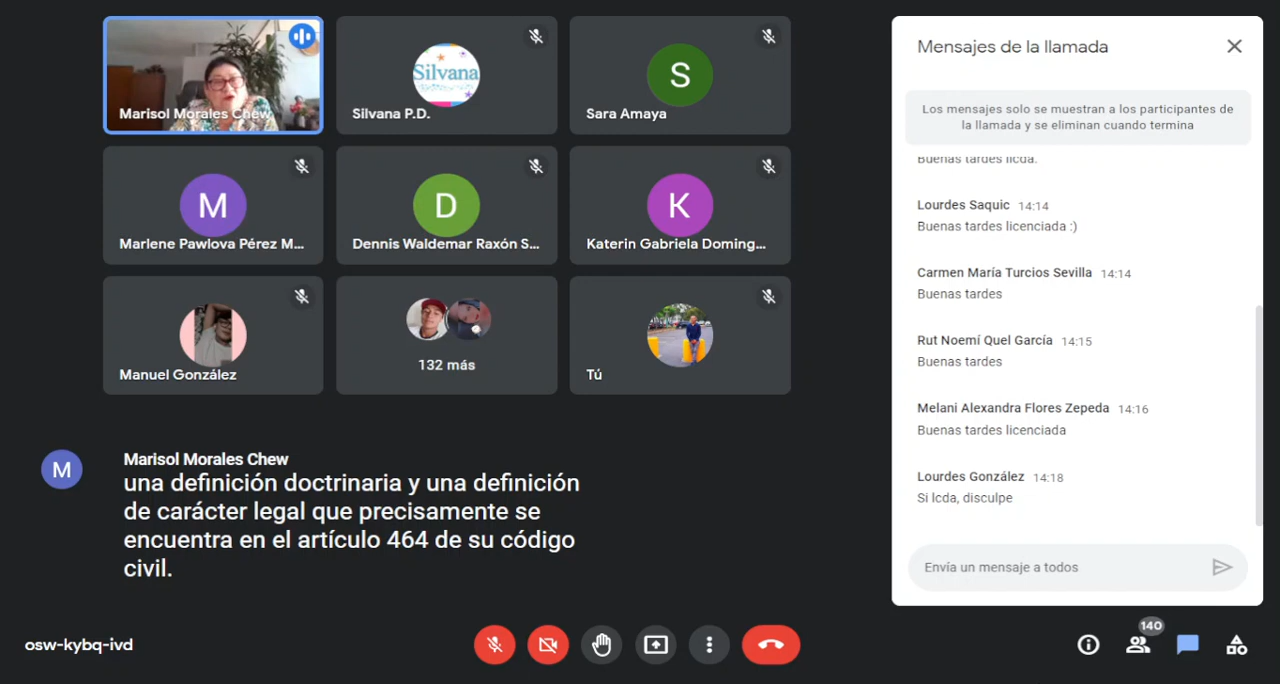 Marisol Morales Chew
Silvana
Silvana P.D.
S
Sara Amaya
M
Marlene Pawlova Pérez M...
D
Dennis Waldemar Raxón S...
K
Katerin Gabriela Doming...
Manuel González
132 más
Tú
M
Marisol Morales Chew
una definición doctrinaria y una definición
de carácter legal que precisamente se
encuentra en el artículo 464 de su código
civil.
osw-kybq-ivd
Mensajes de la llamada
Los mensajes solo se muestran a los participantes de
la llamada y se eliminan cuando termina
Buenas tardes licda.
Lourdes Saquic 14:14
Buenas tardes licenciada :)
Carmen María Turcios Sevilla 14:14
Buenas tardes
Rut Noemí Quel García 14:15
Buenas tardes
Melani Alexandra Flores Zepeda 14:16
Buenas tardes licenciada
Lourdes González 14:18
Si lcda, disculpe
Envía un mensaje a todos
140